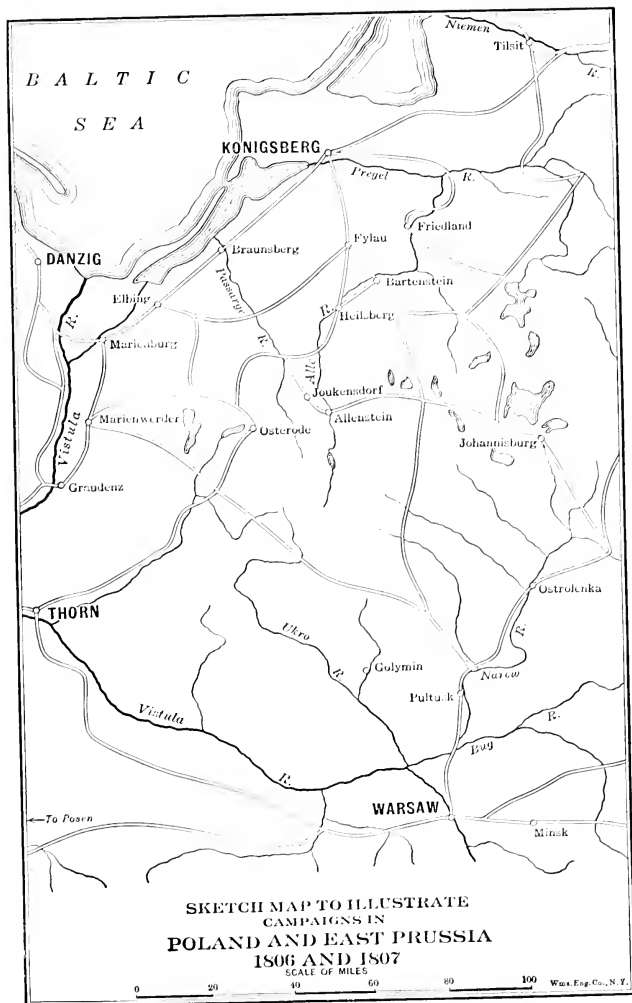 Niemen
Tilsit
R.
BALTIC
SEA
KONIGSBERG
Pregel
R.
Friedland
DANZIG
Braunsberg
Eylau
Passarge
R.
Elbing
R.
Bartenstein
Heilsberg
R.
Marienburg
Alle
Joukensdorf
Allenstein
Marienwerder
Osterode
Johannisburg
Vistula
Graudenz
THORN
Ostrolenka
R.
Ukro
R.
Golymin
Narew
Pultusk
Vistula
R.
Bug
R.
WARSAW
To Posen
Minsk
SKETCH MAP TO ILLUSTRATE
CAMPAIGNS IN
POLAND AND EAST PRUSSIA
1806 AND 1807
SCALE OF MILES
0 20 40 60 80 100
Wms. Eng. Co., N.Y.